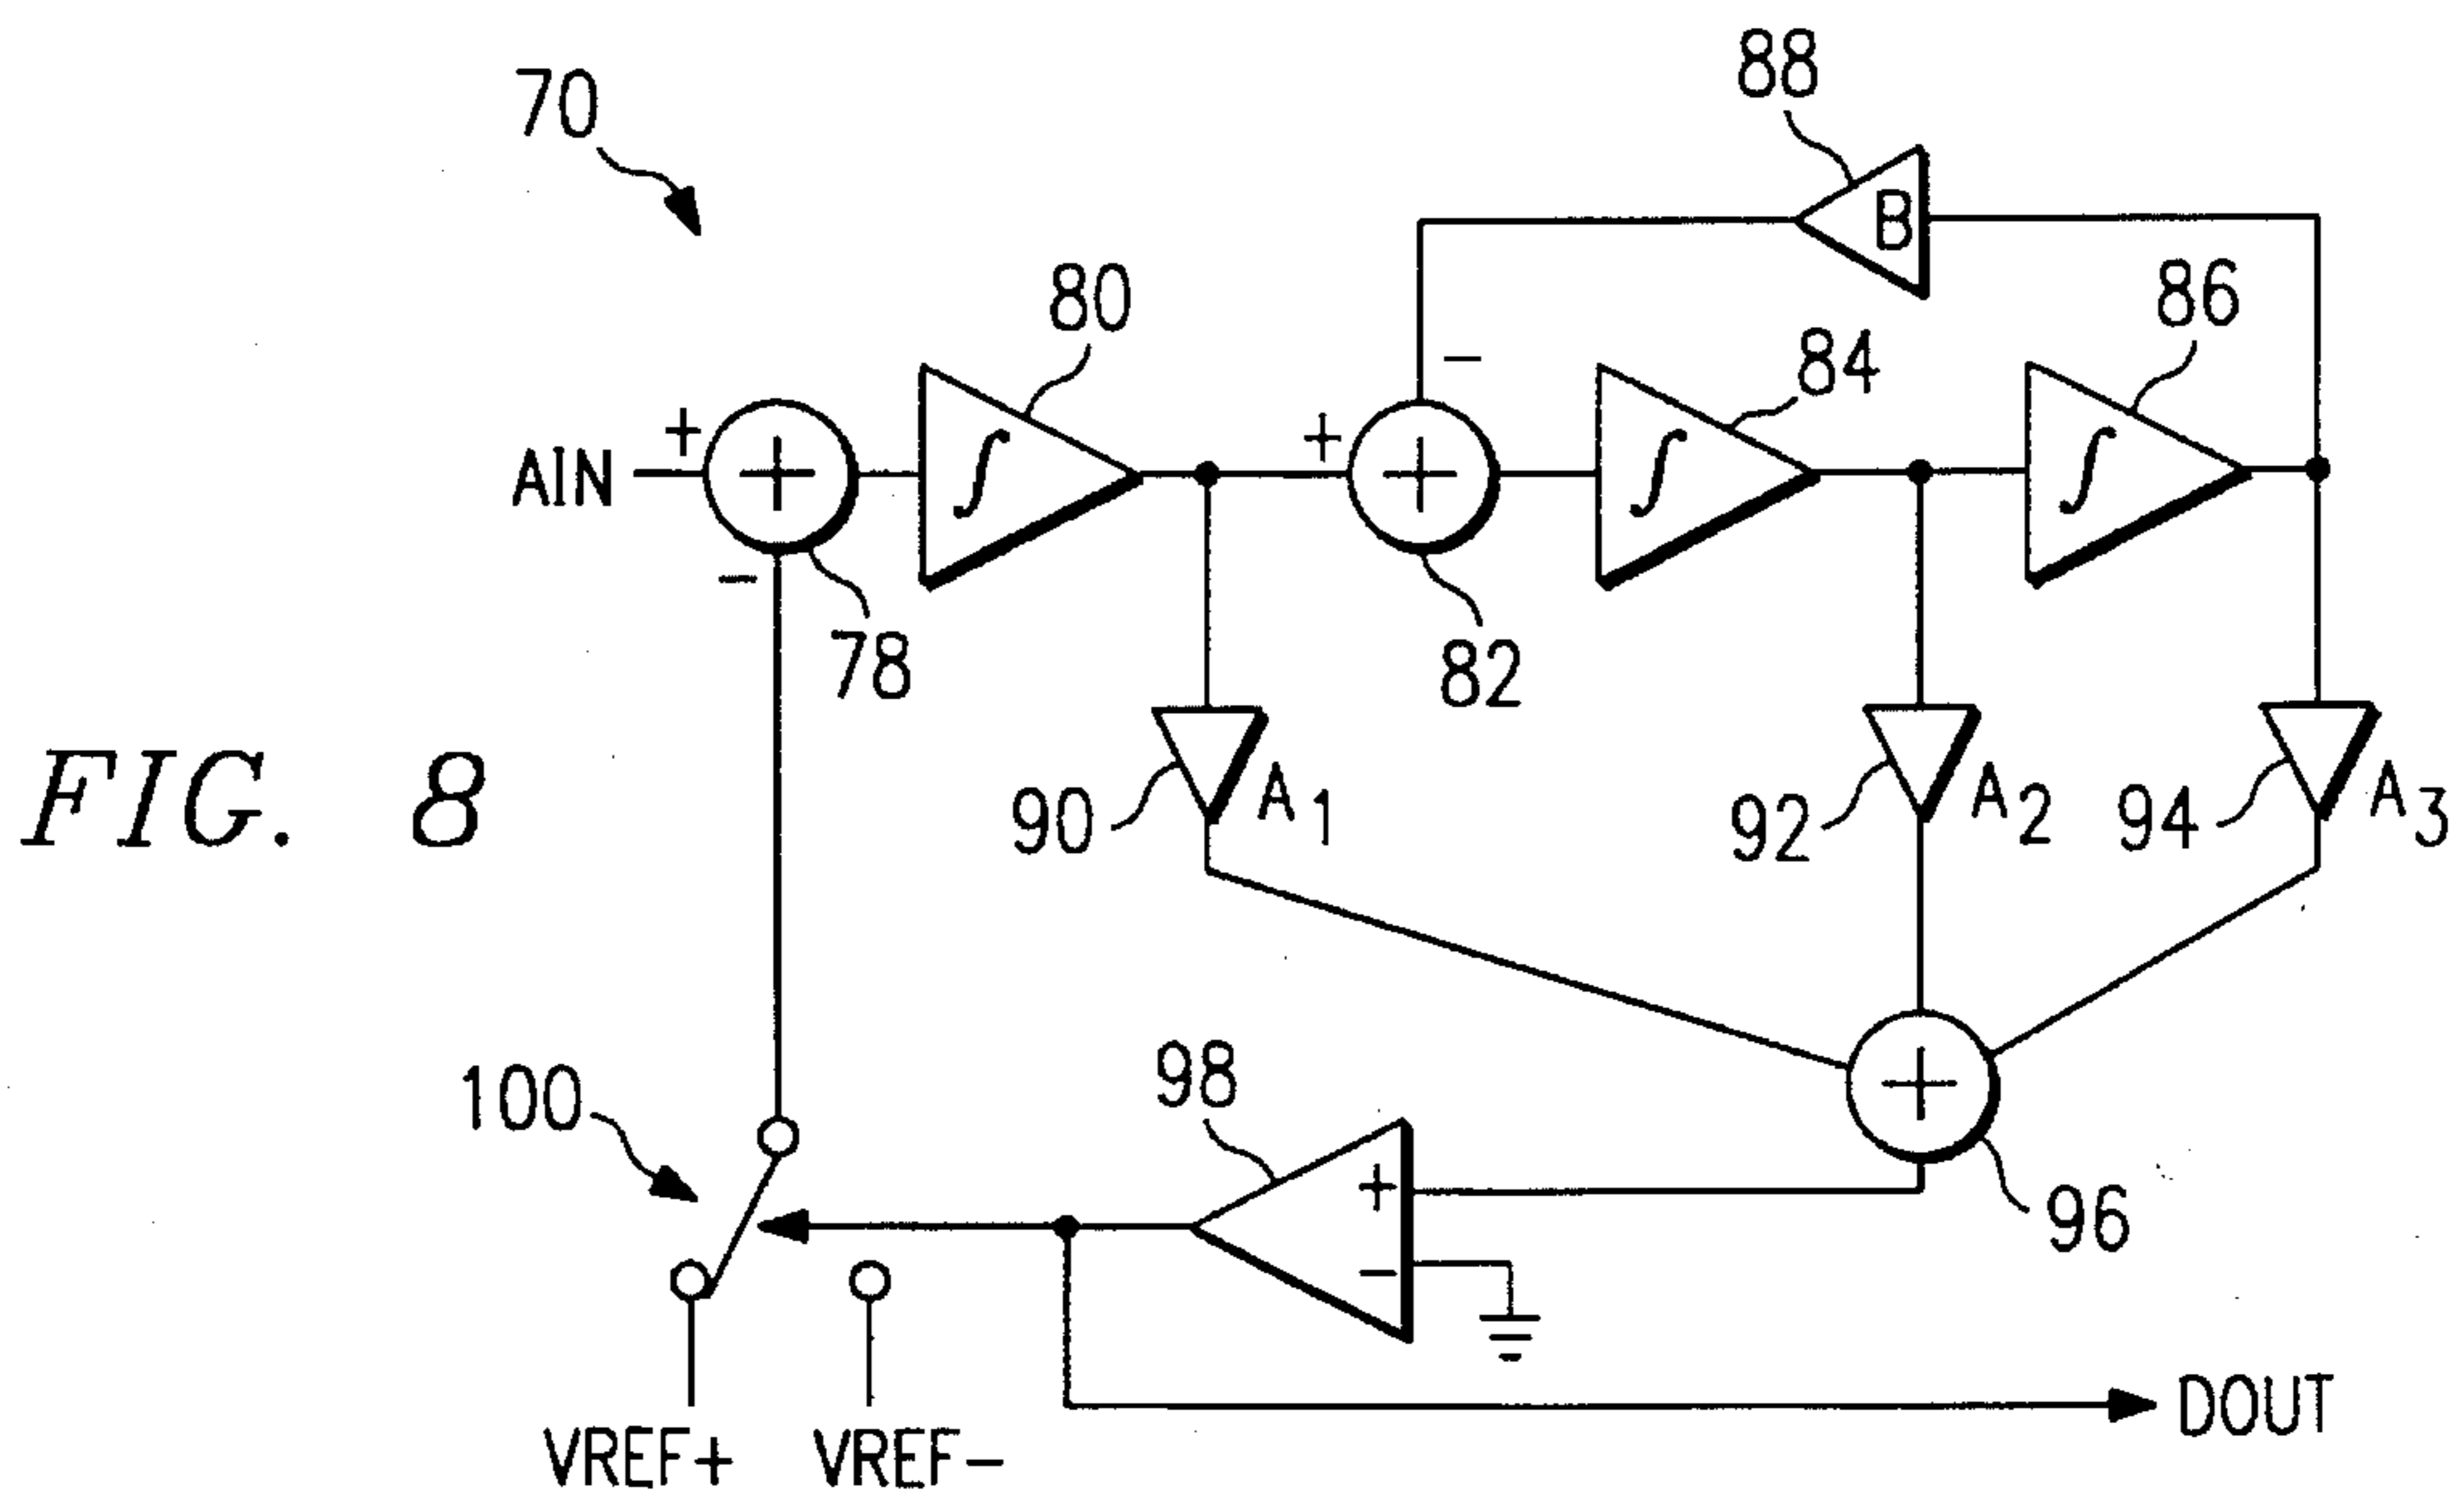 88
70
B
80
86
84
+
−
+
AIN
+
+
∫
∫
∫
−
78
82
FIG. 8
90
A1
92
A2
94
A3
98
+
96
100
+
−
DOUT
VREF+
VREF−